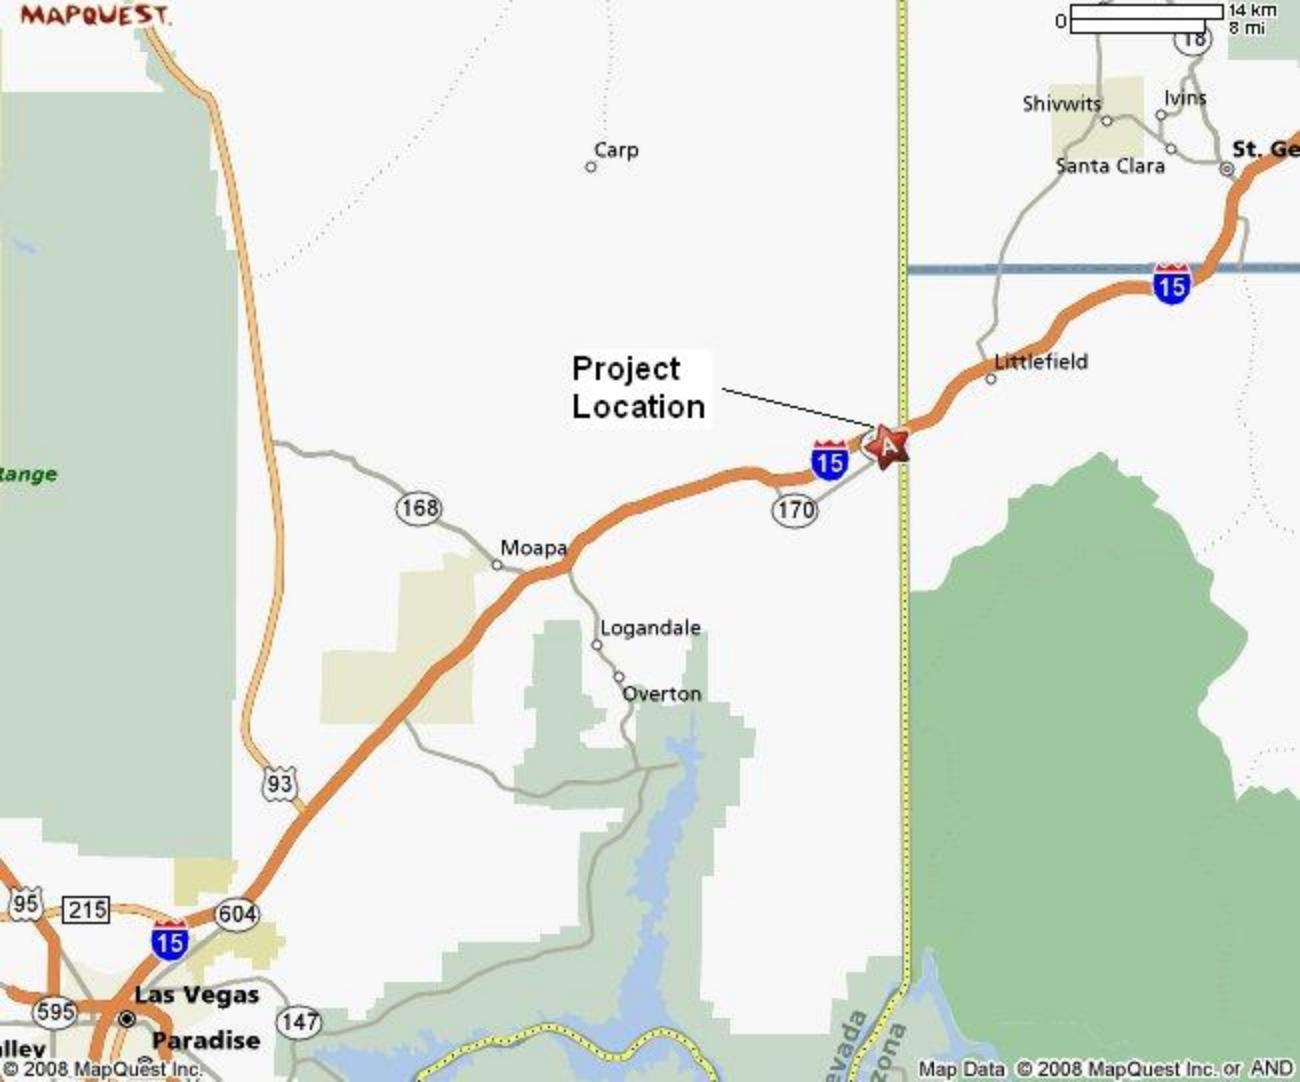 MAPQUEST.
0
14 km
8 mi
18
Shivwits
Ivins
Carp
Santa Clara
St. Ge
15
Project
Location
Littlefield
A
15
ange
168
170
Moapa
Logandale
Overton
93
95
215
604
15
Las Vegas
595
147
Paradise
lley
evada
zona
© 2008 MapQuest Inc.
Map Data © 2008 MapQuest Inc. or AND